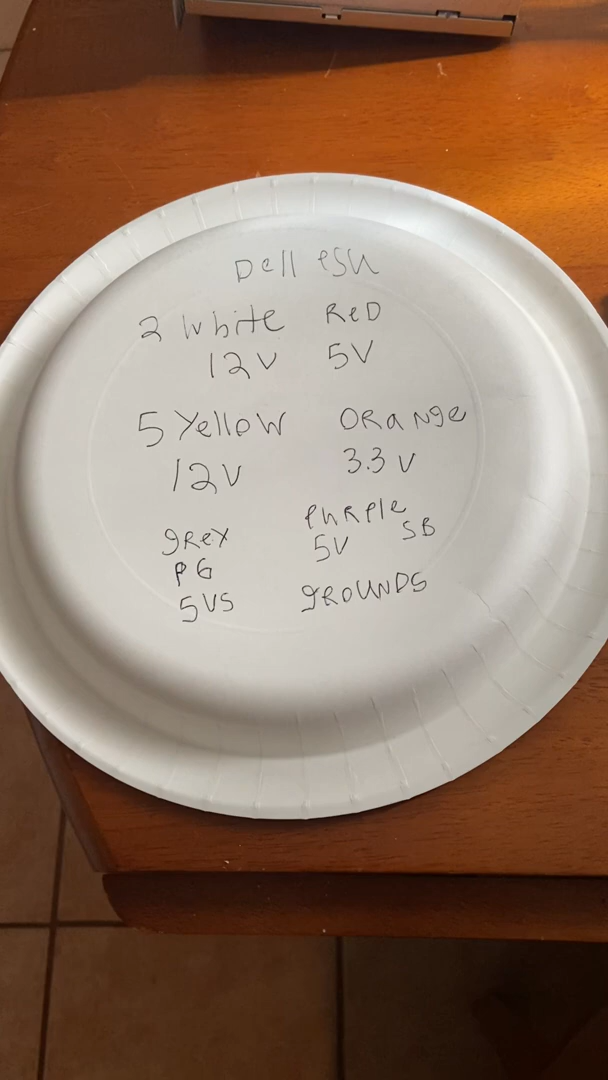 Dell PSU
2 White RED
12V 5V
5 Yellow ORaNge
12V 3.3 V
gRey PuRPle
PG 5V SB
5VS gROUNDS